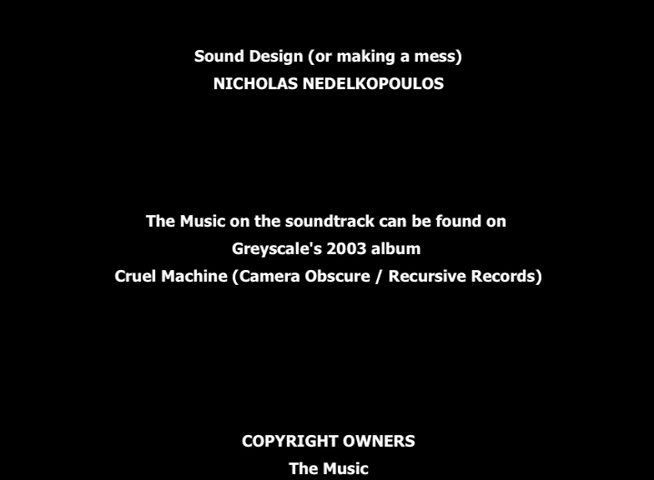 Sound Design (or making a mess)
NICHOLAS NEDELKOPOULOS
The Music on the soundtrack can be found on
Greyscale's 2003 album
Cruel Machine (Camera Obscure / Recursive Records)
COPYRIGHT OWNERS
The Music